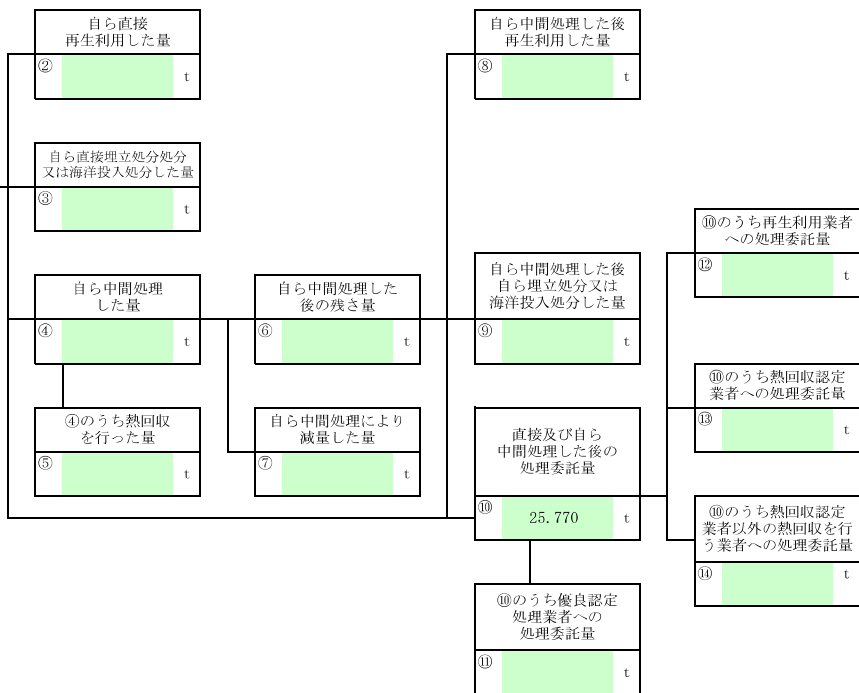 自ら直接
再生利用した量
② t
自ら中間処理した後
再生利用した量
⑧ t
自ら直接埋立処分処分
又は海洋投入処分した量
③ t
⑩のうち再生利用業者
への処理委託量
⑫ t
自ら中間処理
した量
④ t
自ら中間処理した
後の残さ量
⑥ t
自ら中間処理した後
自ら埋立処分又は
海洋投入処分した量
⑨ t
⑩のうち熱回収認定
業者への処理委託量
⑬ t
④のうち熱回収
を行った量
⑤ t
自ら中間処理により
減量した量
⑦ t
直接及び自ら
中間処理した後の
処理委託量
⑩ 25.770 t
⑩のうち熱回収認定
業者以外の熱回収を行
う業者への処理委託量
⑭ t
⑩のうち優良認定
処理業者への
処理委託量
⑪ t